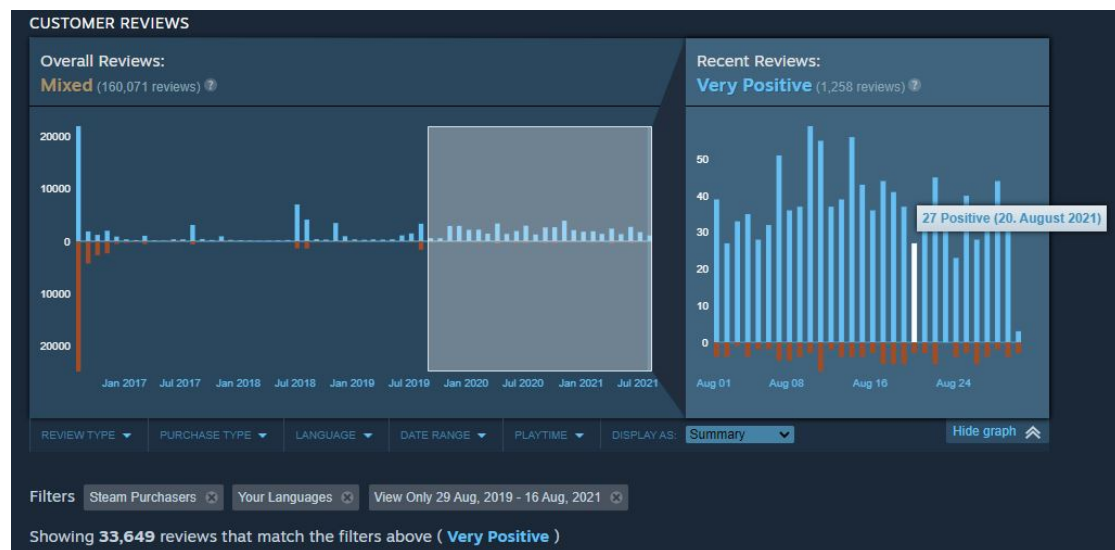 CUSTOMER REVIEWS
Overall Reviews:
Mixed (160,071 reviews) ?
Recent Reviews:
Very Positive (1,258 reviews) ?
20000
10000
0
10000
20000
Jan 2017 Jul 2017 Jan 2018 Jul 2018 Jan 2019 Jul 2019 Jan 2020 Jul 2020 Jan 2021 Jul 2021
50
40
30
20
10
0
27 Positive (20. August 2021)
Aug 01 Aug 08 Aug 16 Aug 24
REVIEW TYPE PURCHASE TYPE LANGUAGE DATE RANGE PLAYTIME DISPLAY AS: Summary Hide graph
Filters Steam Purchasers Your Languages View Only 29 Aug, 2019 - 16 Aug, 2021
Showing 33,649 reviews that match the filters above ( Very Positive )